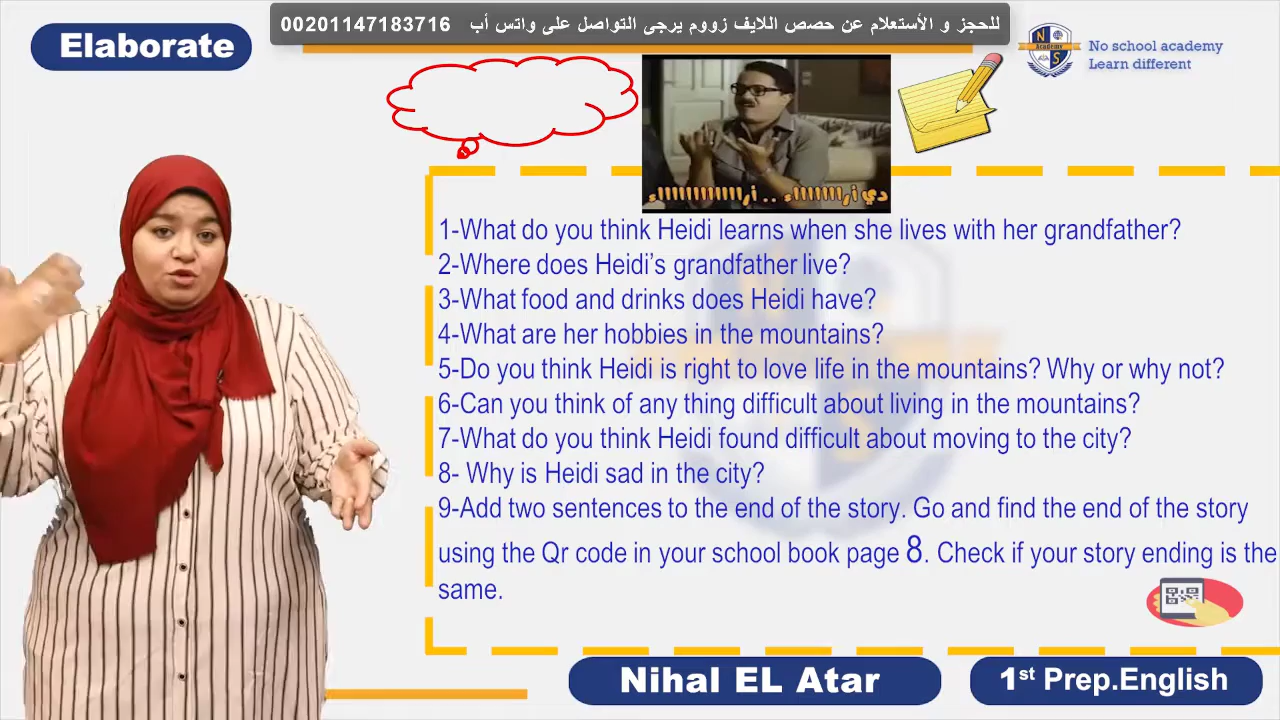 للحجز و الأستعلام عن حصص اللايف زووم يرجى التواصل على واتس أب 00201147183716
Elaborate
N
Academy
S
No school academy
Learn different
دي أراااااااء .. أرااااااااااااء
1-What do you think Heidi learns when she lives with her grandfather?
2-Where does Heidi’s grandfather live?
3-What food and drinks does Heidi have?
4-What are her hobbies in the mountains?
5-Do you think Heidi is right to love life in the mountains? Why or why not?
6-Can you think of any thing difficult about living in the mountains?
7-What do you think Heidi found difficult about moving to the city?
8- Why is Heidi sad in the city?
9-Add two sentences to the end of the story. Go and find the end of the story
using the Qr code in your school book page 8. Check if your story ending is the
same.
Nihal EL Atar
1st Prep.English